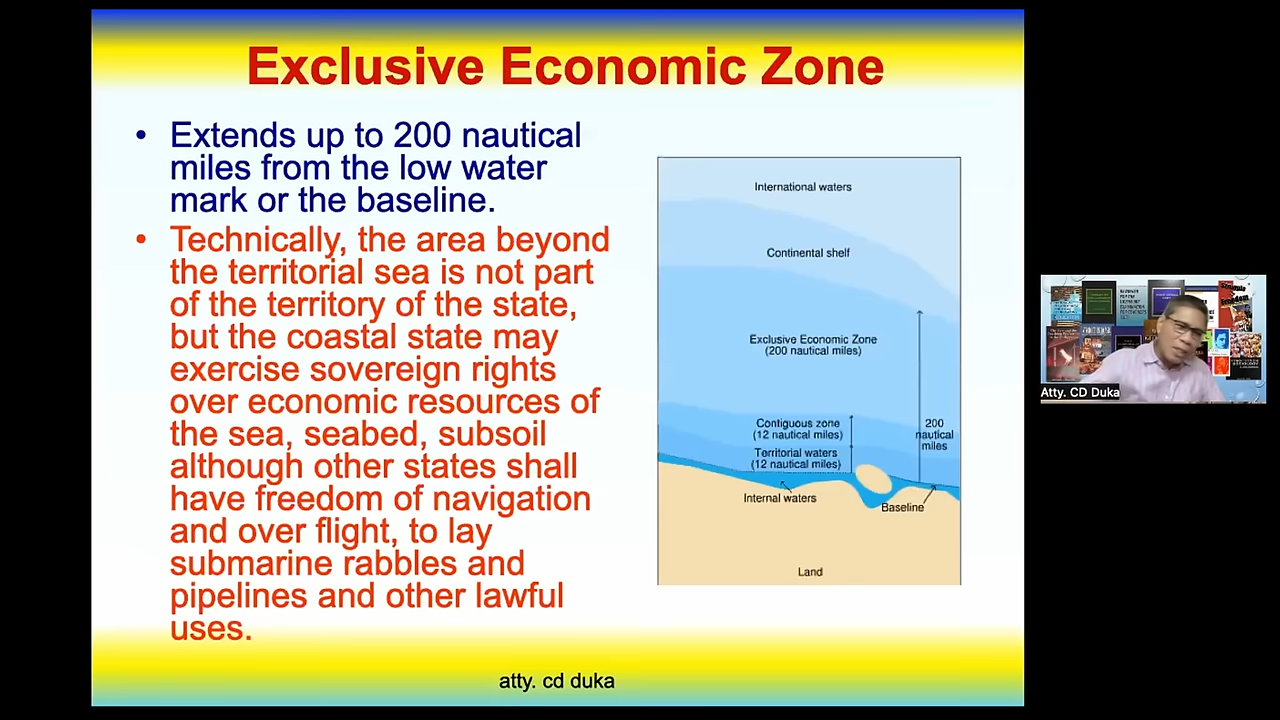 Exclusive Economic Zone
• Extends up to 200 nautical
miles from the low water
mark or the baseline.
• Technically, the area beyond
the territorial sea is not part
of the territory of the state,
but the coastal state may
exercise sovereign rights
over economic resources of
the sea, seabed, subsoil
although other states shall
have freedom of navigation
and over flight, to lay
submarine rabbles and
pipelines and other lawful
uses.
International waters
Continental shelf
Exclusive Economic Zone
(200 nautical miles)
Contiguous zone
(12 nautical miles)
200
nautical
miles
Territorial waters
(12 nautical miles)
Internal waters
Baseline
Land
atty. cd duka
Atty. CD Duka